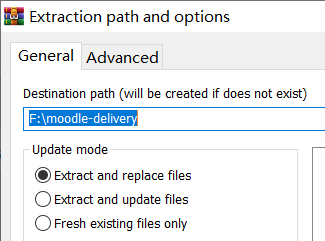 Extraction path and options
General Advanced
Destination path (will be created if does not exist)
F:\moodle-delivery
Update mode
Extract and replace files
Extract and update files
Fresh existing files only